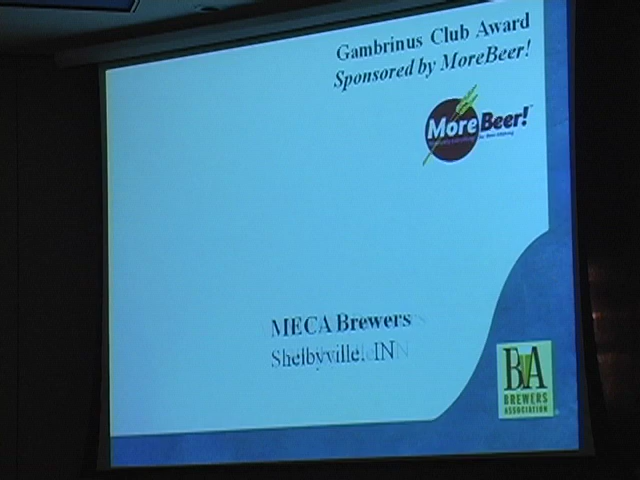 Gambrinus Club Award
Sponsored by MoreBeer!
MoreBeer!
MECA Brewers
Shelbyville, IN
BA
BREWERS
ASSOCIATION